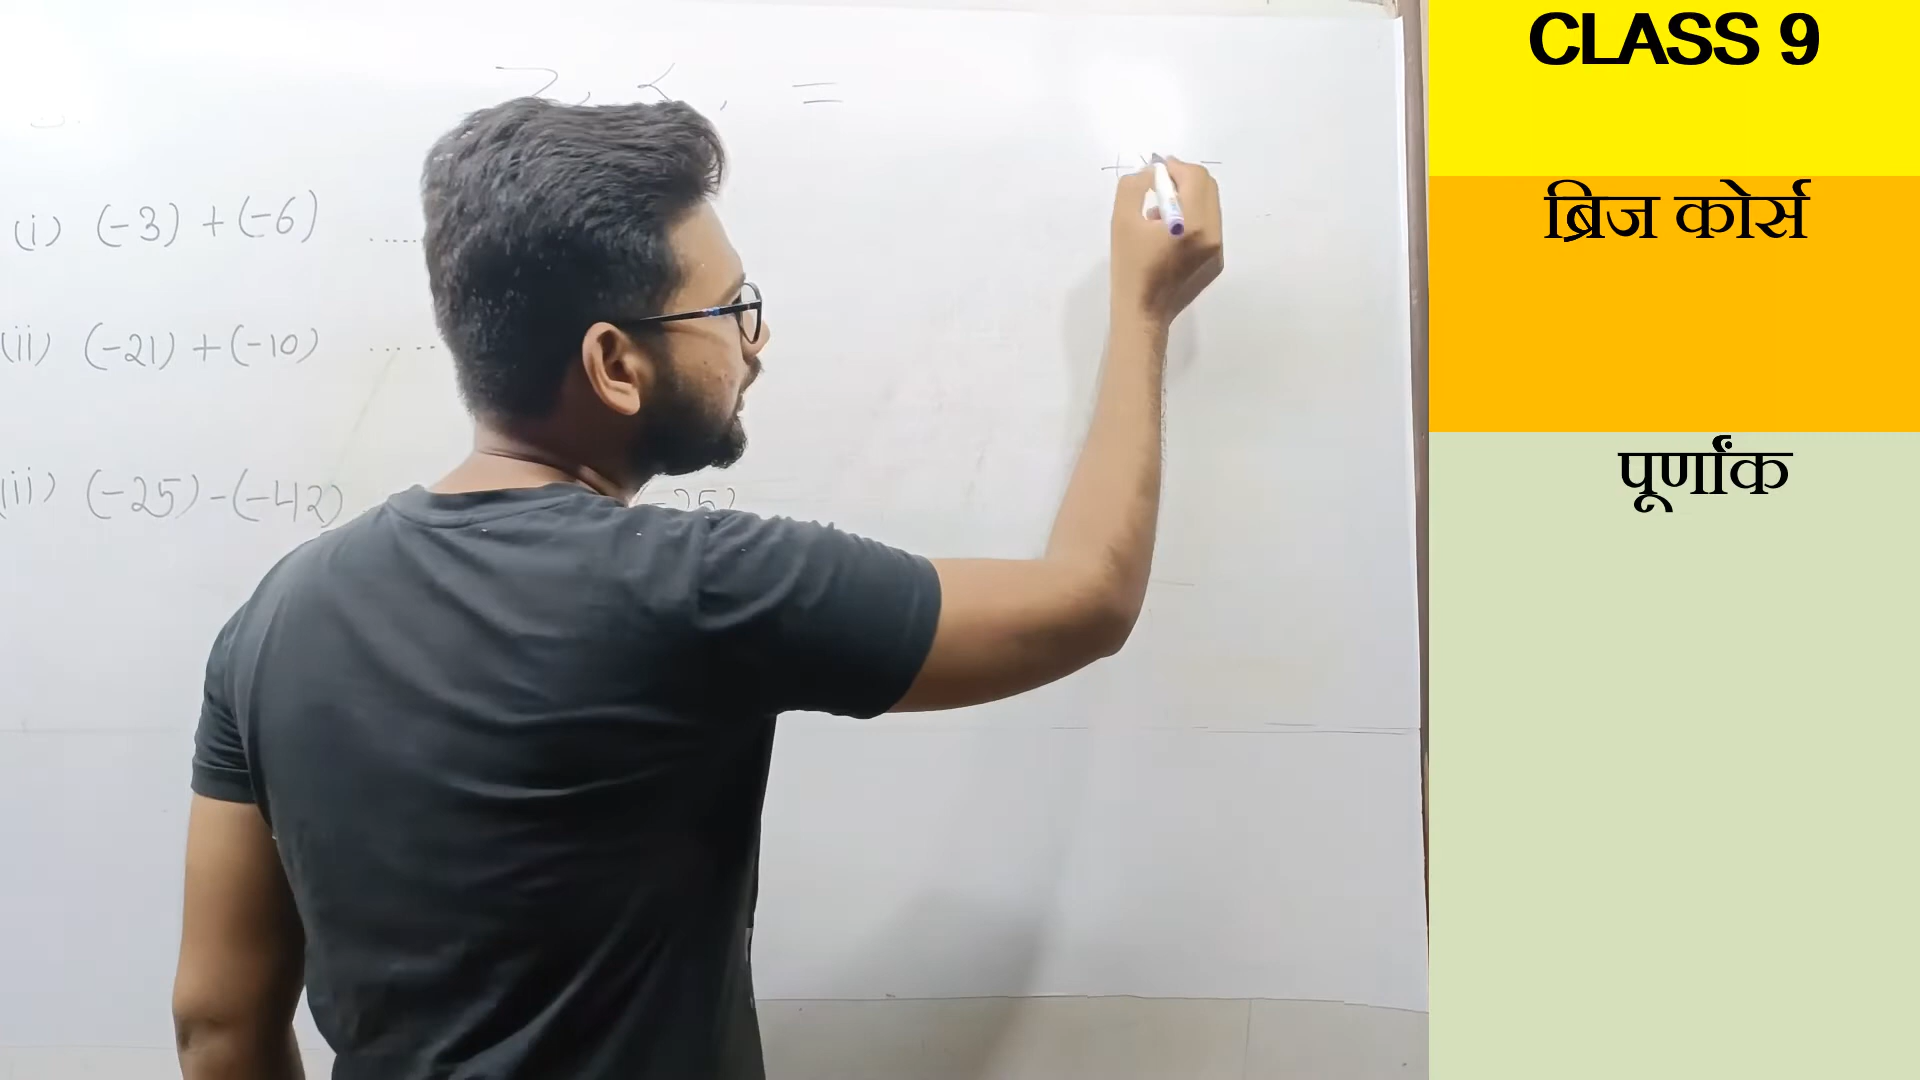 >, <, =
+ -
(i) (-3) + (-6) .....
(ii) (-21) + (-10) .....
(iii) (-25) - (-42)
CLASS 9
ब्रिज कोर्स
पूर्णांक